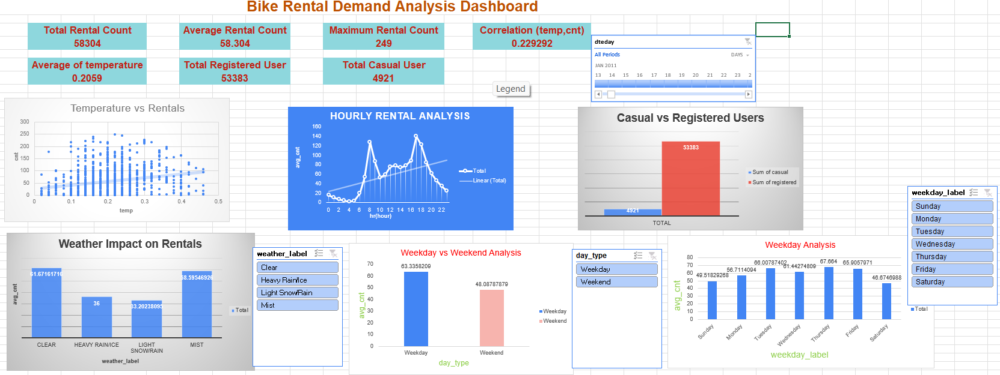 Bike Rental Demand Analysis Dashboard
Total Rental Count
58304
Average Rental Count
58.304
Maximum Rental Count
249
Correlation (temp,cnt)
0.229292
Average of temperature
0.2059
Total Registered User
53383
Total Casual User
4921
dteday
All Periods
DAYS
JAN 2011
13 14 15 16 17 18 19 20 21 22 23 2
Legend
Temperature vs Rentals
300
250
200
150
100
50
0
cnt
0 0.1 0.2 0.3 0.4 0.5
temp
HOURLY RENTAL ANALYSIS
160
140
120
100
80
60
40
20
0
avg_cnt
0 2 4 6 8 10 12 14 16 18 20 22
hr(hour)
Total
Linear (Total)
Casual vs Registered Users
53383
4921
TOTAL
Sum of casual
Sum of registered
weekday_label
Sunday
Monday
Tuesday
Wednesday
Thursday
Friday
Saturday
Weather Impact on Rentals
61.67161716
36
33.20238095
58.59546926
avg_cnt
CLEAR
HEAVY RAIN/ICE
LIGHT
SNOW/RAIN
MIST
weather_label
Total
weather_label
Clear
Heavy Rain/Ice
Light Snow/Rain
Mist
Weekday vs Weekend Analysis
70
60
50
40
30
20
10
0
avg_cnt
63.3358209
48.08787879
Weekday
Weekend
day_type
Weekday
Weekend
day_type
Weekday
Weekend
Weekday Analysis
80
70
60
50
40
30
20
10
0
avg_cnt
49.51829268
56.7114094
66.00787402
61.44274809
67.664
65.9057971
46.6746988
Sunday
Monday
Tuesday
Wednesday
Thursday
Friday
Saturday
weekday_label
Total